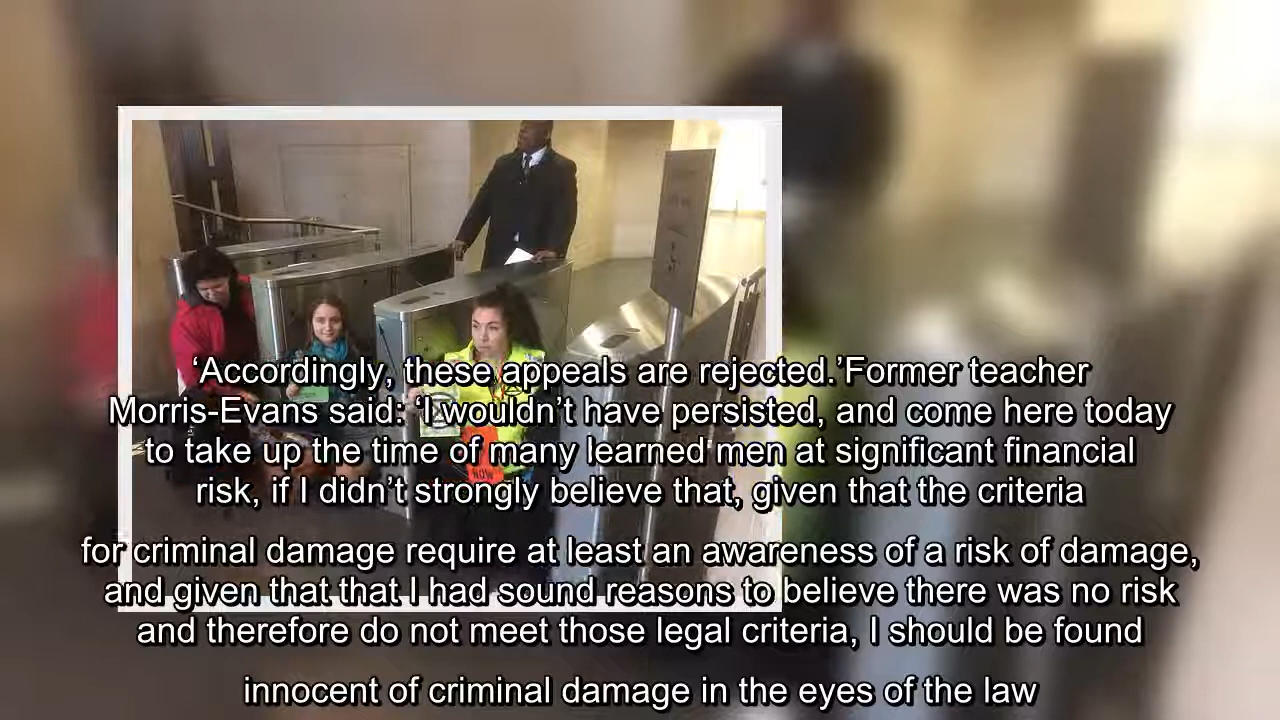 ‘Accordingly, these appeals are rejected.’Former teacher
Morris-Evans said: ‘I wouldn’t have persisted, and come here today
to take up the time of many learned men at significant financial
risk, if I didn’t strongly believe that, given that the criteria
for criminal damage require at least an awareness of a risk of damage,
and given that that I had sound reasons to believe there was no risk
and therefore do not meet those legal criteria, I should be found
innocent of criminal damage in the eyes of the law
NOW